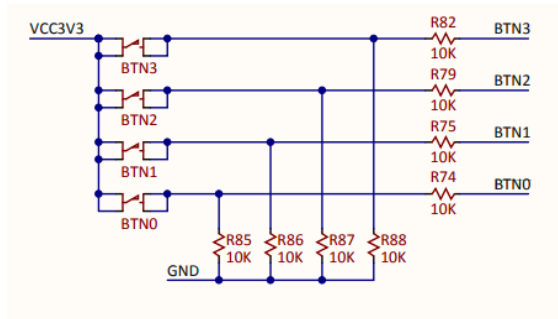 VCC3V3
R82
BTN3
10K
BTN3
R79
BTN2
10K
BTN2
R75
BTN1
10K
BTN1
R74
BTN0
10K
BTN0
R85 R86 R87 R88
10K 10K 10K 10K
GND